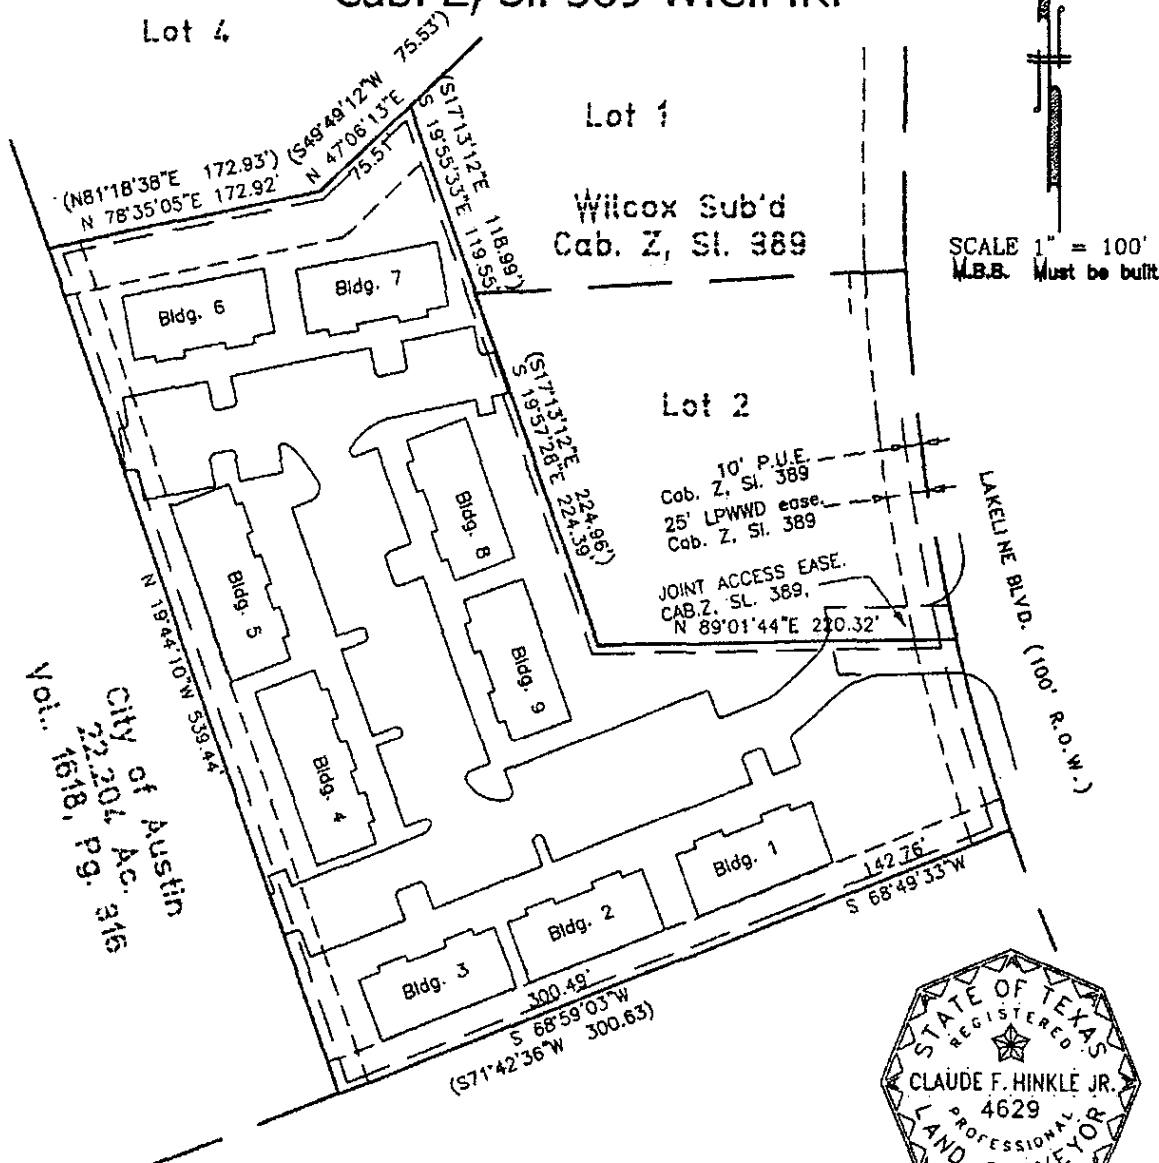 Lot 4
(N81°18'38"E 172.93')
N 78°35'05"E 172.92'
(S49°49'12"W 75.53')
N 47°06'13"E
75.51'
(S17°13'12"E 118.99')
S 19°55'33"E 119.55'
Lot 1
Wilcox Sub'd
Cab. Z, Sl. 389
SCALE 1" = 100'
M.B.B. Must be built
Bldg. 6
Bldg. 7
(S17°13'12"E 224.96')
S 19°57'28"E 224.39'
Lot 2
10' P.U.E.
Cab. Z, Sl. 389
25' LPWWD ease.
Cab. Z, Sl. 389
JOINT ACCESS EASE.
CAB.Z, SL. 389,
N 89°01'44"E 220.32'
LAKELINE BLVD. (100' R.O.W.)
Bldg. 8
Bldg. 5
Bldg. 9
Bldg. 4
N 19°44'10"W 539.44'
City of Austin
22.204 Ac.
Vol. 1618, Pg. 316
Bldg. 1
142.76'
S 68°49'33"W
Bldg. 2
Bldg. 3
300.49'
S 68°59'03"W
(S71°42'36"W 300.63)
STATE OF TEXAS
REGISTERED
CLAUDE F. HINKLE JR.
4629
PROFESSIONAL
LAND